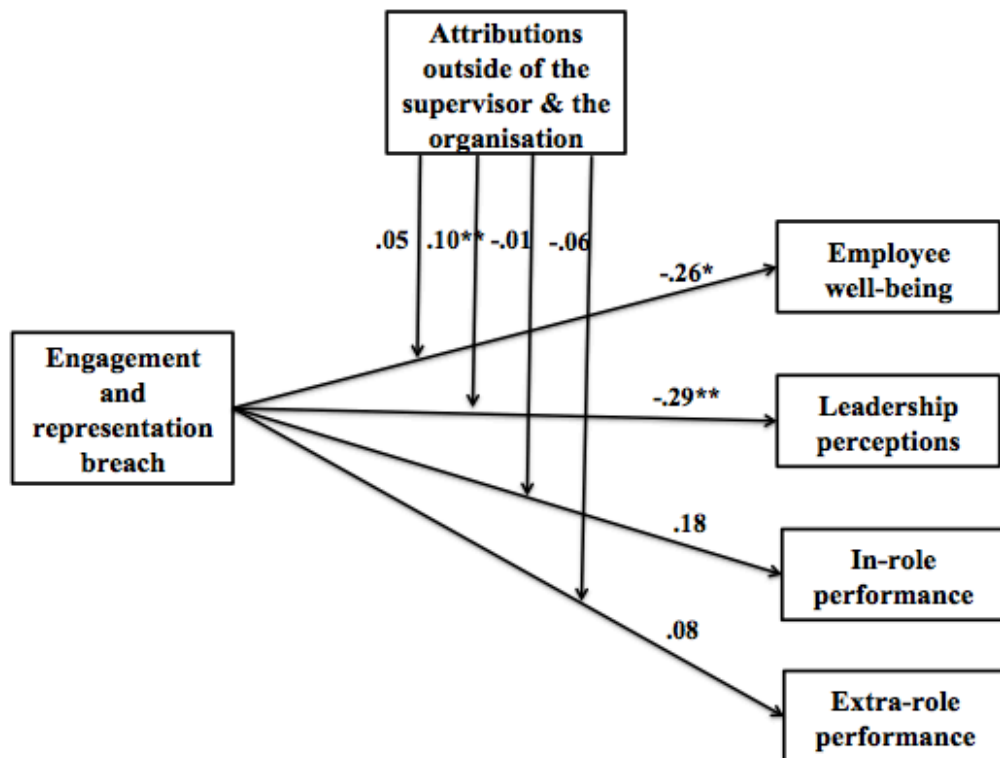 Attributions
outside of the
supervisor & the
organisation
.05 .10** -.01 -.06
-.26*
Employee
well-being
Engagement
and
representation
breach
-.29**
Leadership
perceptions
.18
In-role
performance
.08
Extra-role
performance